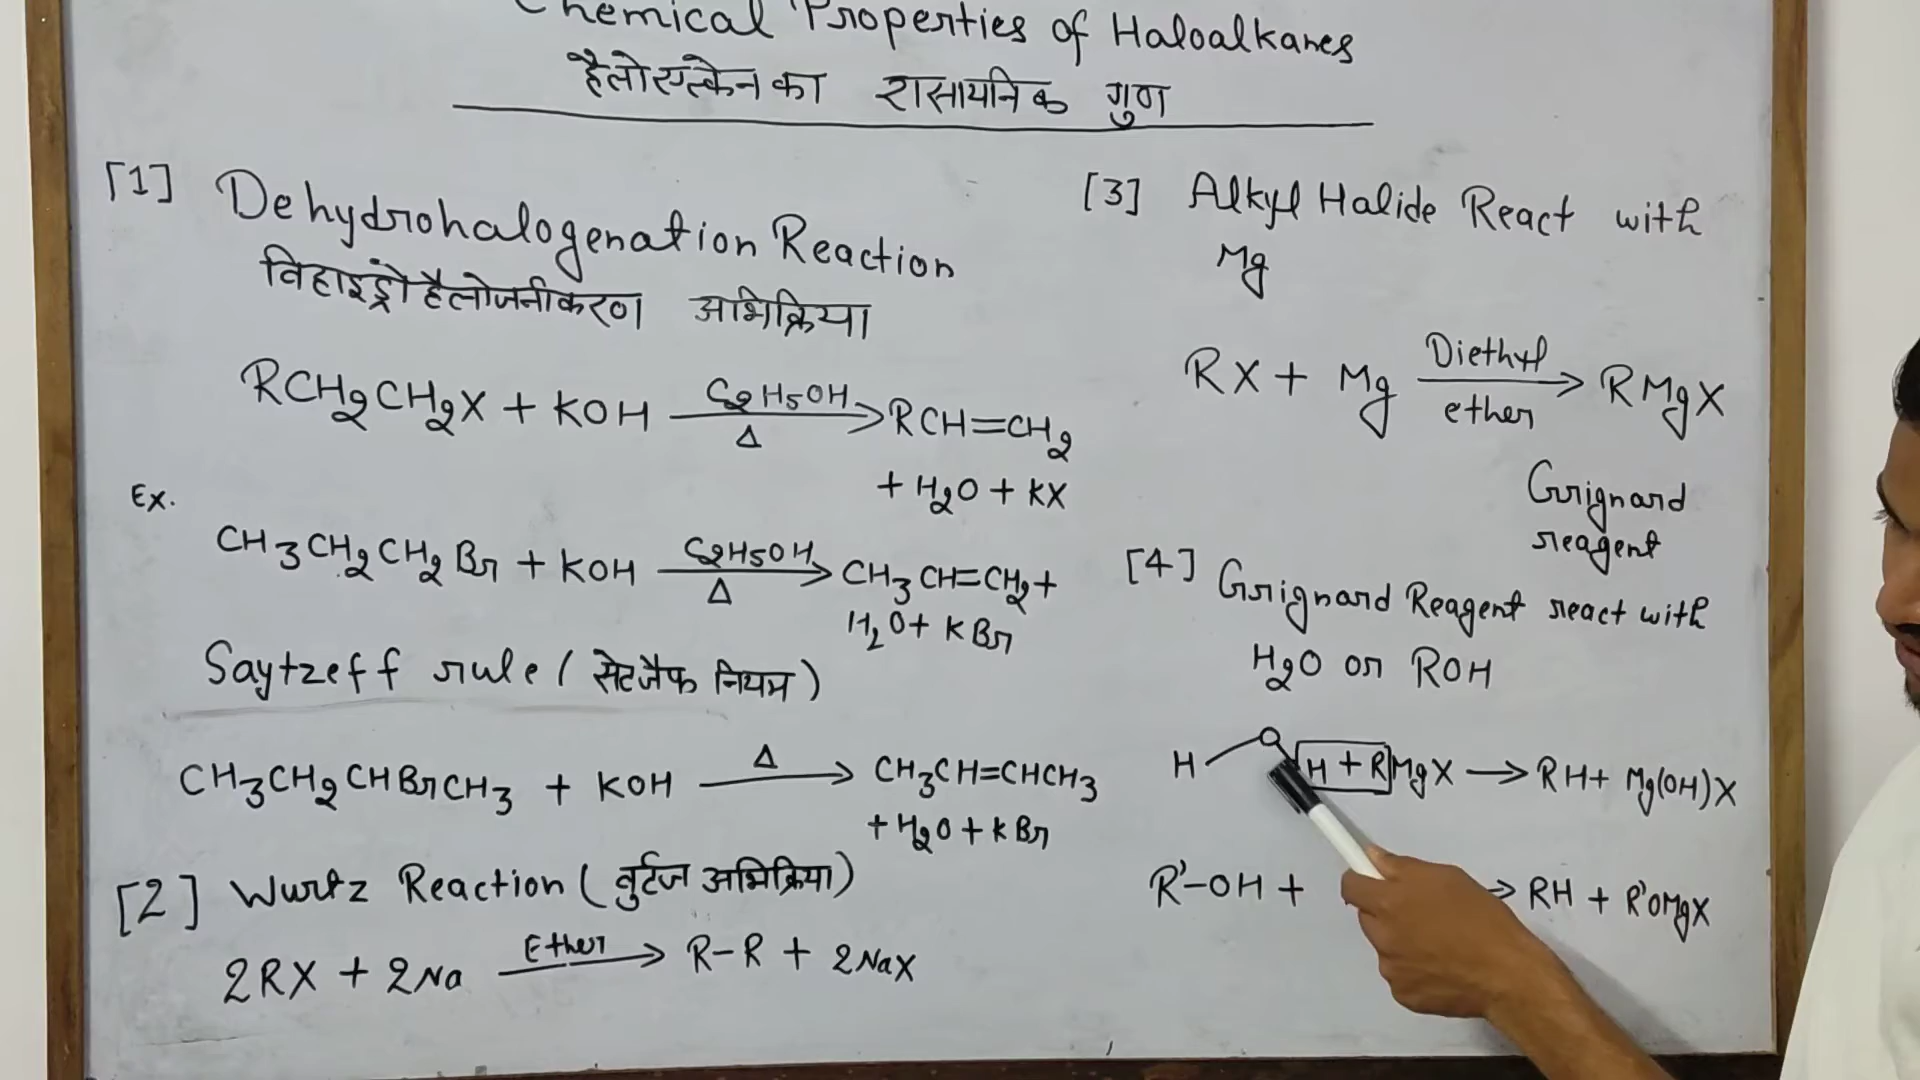 Chemical Properties of Haloalkanes
हैलोएल्केन का रासायनिक गुण
[1] Dehydrohalogenation Reaction
विहाइड्रोहैलोजनीकरण अभिक्रिया
RCH2CH2X + KOH C2H5OH Δ → RCH=CH2
+ H2O + KX
Ex.
CH3CH2CH2Br + KOH C2H5OH Δ → CH3CH=CH2 +
H2O + KBr
Saytzeff rule ( सेटजैफ नियम )
CH3CH2CHBrCH3 + KOH Δ → CH3CH=CHCH3
+ H2O + KBr
[2] Wurtz Reaction ( वुर्टज अभिक्रिया )
2RX + 2Na Ether → R-R + 2NaX
[3] Alkyl Halide React with
Mg
RX + Mg Diethyl ether → RMgX
Grignard
reagent
[4] Grignard Reagent react with
H2O or ROH
H O H + R MgX → RH + Mg(OH)X
R'-OH + → RH + R'OMgX